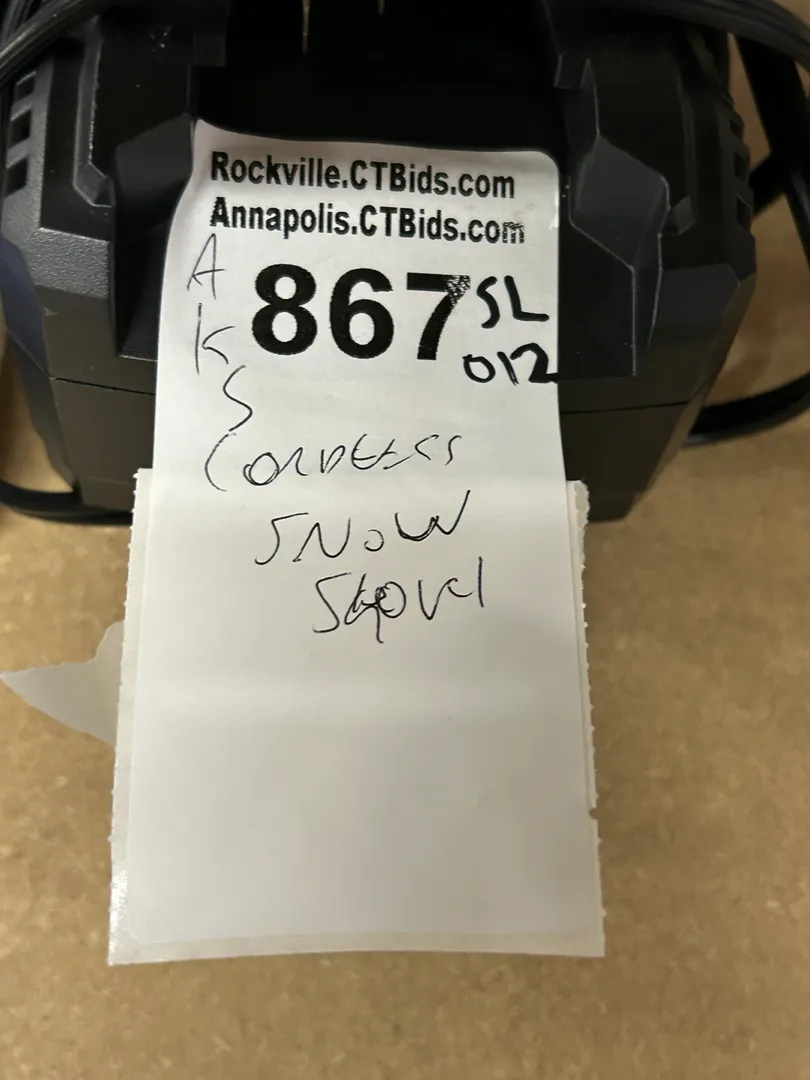 Rockville.CTBids.com
Annapolis.CTBids.com
867 SL
012
A
K
S
CORDLESS
SNOW
SHOVEl